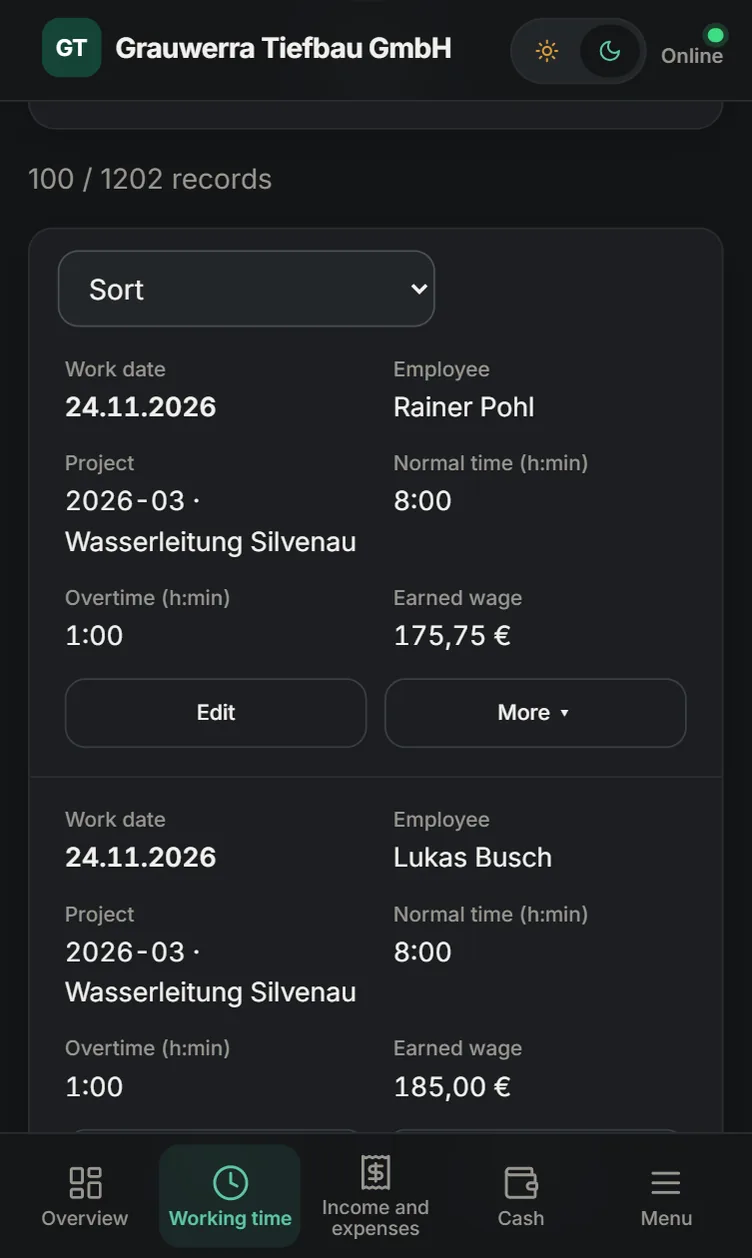 GT Grauwerra Tiefbau GmbH
Online
100 / 1202 records
Sort
Work date Employee
24.11.2026 Rainer Pohl
Project Normal time (h:min)
2026-03 · 8:00
Wasserleitung Silvenau
Overtime (h:min) Earned wage
1:00 175,75 €
Edit More ▾
Work date Employee
24.11.2026 Lukas Busch
Project Normal time (h:min)
2026-03 · 8:00
Wasserleitung Silvenau
Overtime (h:min) Earned wage
1:00 185,00 €
Overview Working time Income and expenses Cash Menu